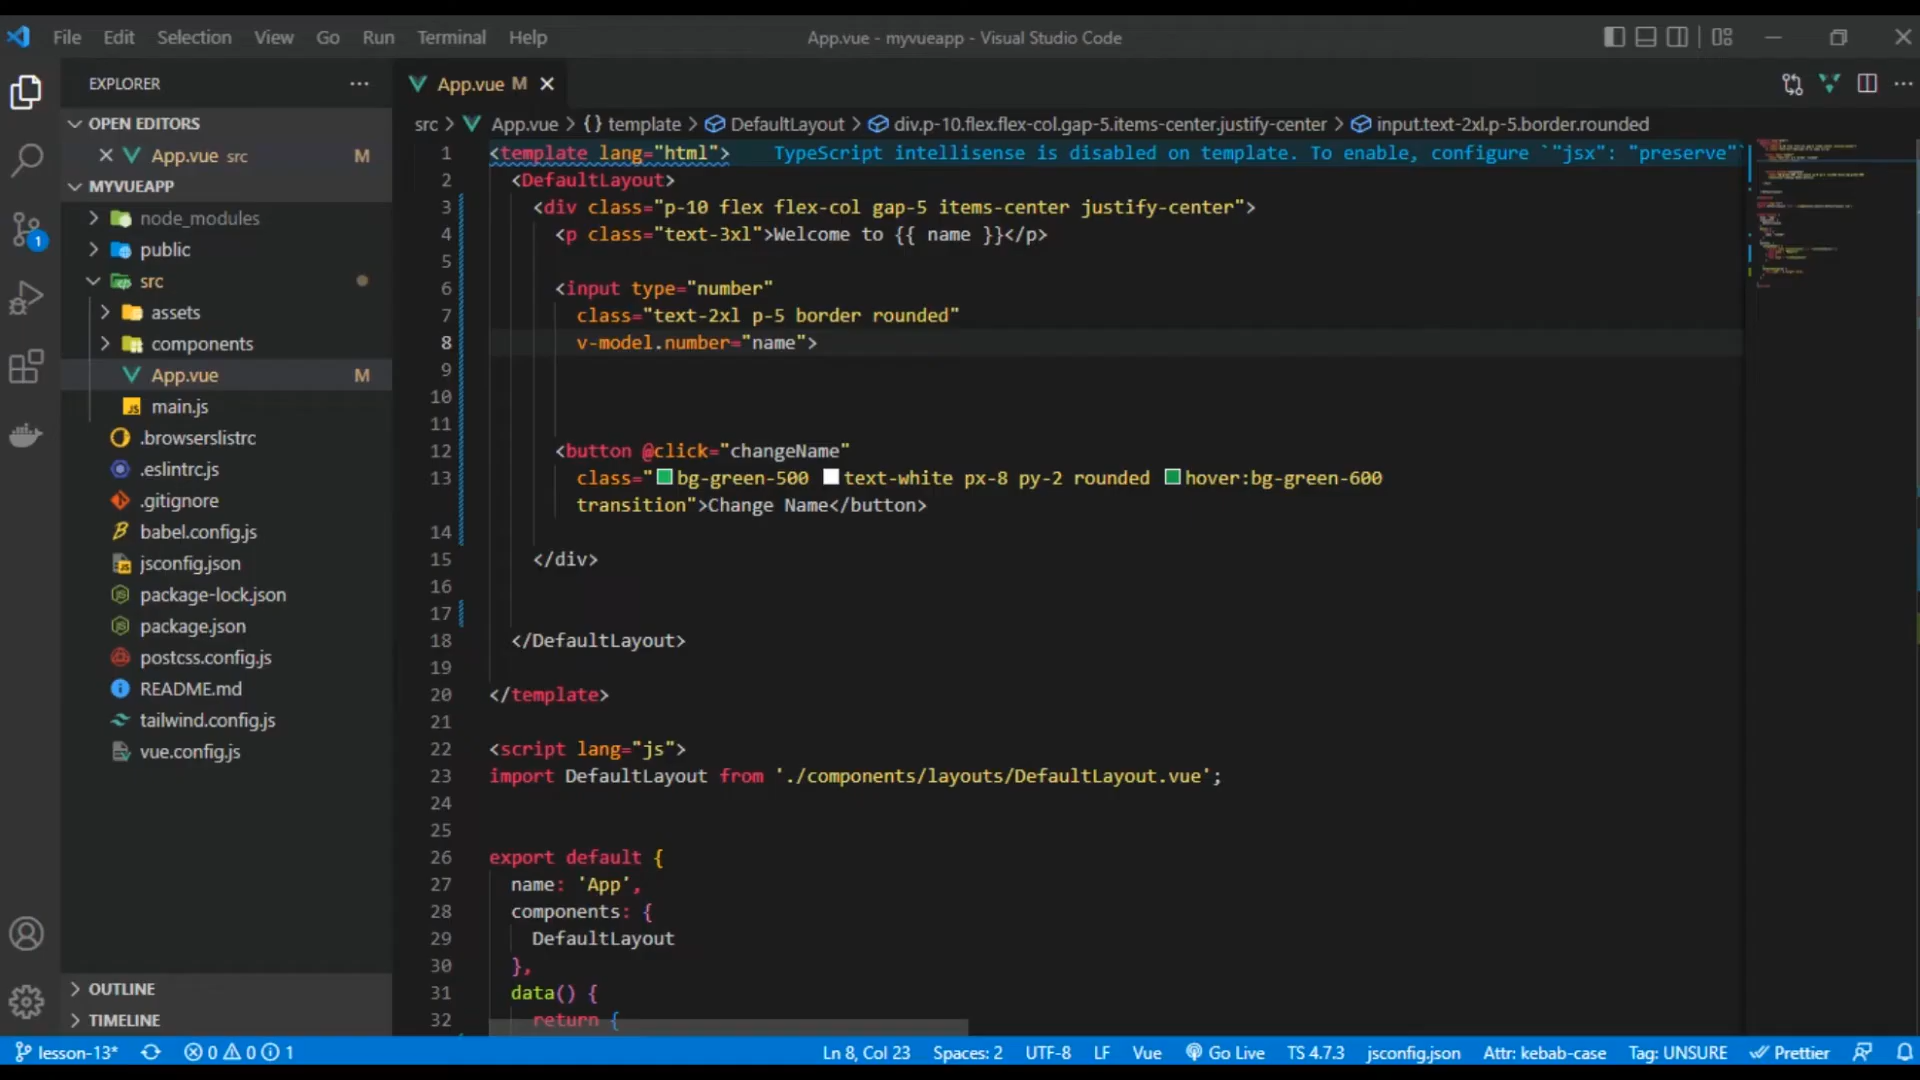 File Edit Selection View Go Run Terminal Help
App.vue - myvueapp - Visual Studio Code
EXPLORER
App.vue M
OPEN EDITORS
App.vue src M
MYVUEAPP
node_modules
public
src
assets
components
App.vue M
main.js
.browserslistrc
.eslintrc.js
.gitignore
babel.config.js
jsconfig.json
package-lock.json
package.json
postcss.config.js
README.md
tailwind.config.js
vue.config.js
OUTLINE
TIMELINE
1
src > App.vue > {} template > DefaultLayout > div.p-10.flex.flex-col.gap-5.items-center.justify-center > input.text-2xl.p-5.border.rounded
1 <template lang="html"> TypeScript intellisense is disabled on template. To enable, configure `"jsx": "preserve"`
2 <DefaultLayout>
3 <div class="p-10 flex flex-col gap-5 items-center justify-center">
4 <p class="text-3xl">Welcome to {{ name }}</p>
5
6 <input type="number"
7 class="text-2xl p-5 border rounded"
8 v-model.number="name">
9
10
11
12 <button @click="changeName"
13 class="bg-green-500 text-white px-8 py-2 rounded hover:bg-green-600
transition">Change Name</button>
14
15 </div>
16
17
18 </DefaultLayout>
19
20 </template>
21
22 <script lang="js">
23 import DefaultLayout from './components/layouts/DefaultLayout.vue';
24
25
26 export default {
27 name: 'App',
28 components: {
29 DefaultLayout
30 },
31 data() {
32 return {
lesson-13* 0 0 1
Ln 8, Col 23 Spaces: 2 UTF-8 LF Vue Go Live TS 4.7.3 jsconfig.json Attr: kebab-case Tag: UNSURE Prettier